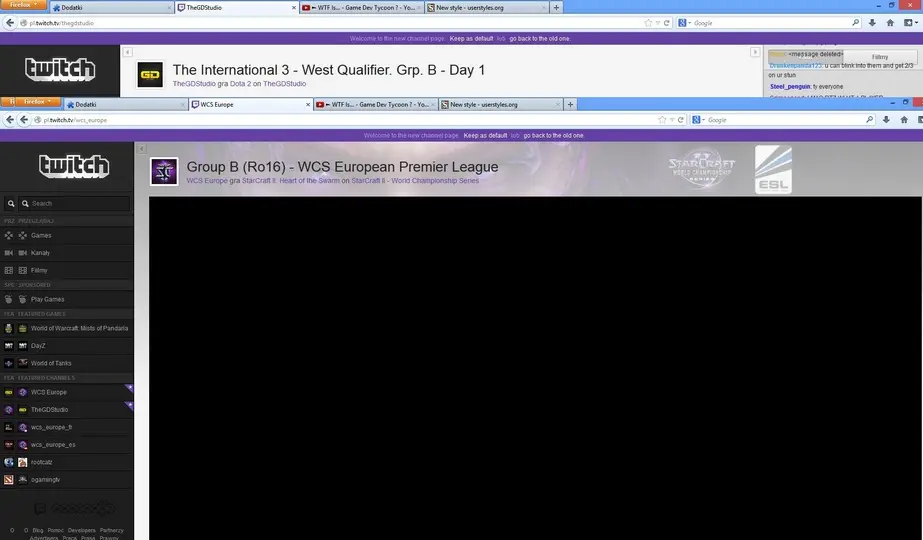 Firefox
Dodatki
TheGDStudio
WTF Is... - Game Dev Tycoon ? - Yo...
New style - userstyles.org
pl.twitch.tv/thegdstudio
Google
Welcome to the new channel page. Keep as default lub go back to the old one.
twitch
GD
The International 3 - West Qualifier. Grp. B - Day 1
TheGDStudio gra Dota 2 on TheGDStudio
<message deleted>
Filmy
u can blink into them and get 2/3
on ur stun
Steel_penguin: ty everyone
Firefox
Dodatki
WCS Europe
WTF Is... - Game Dev Tycoon ? - Yo...
New style - userstyles.org
pl.twitch.tv/wcs_europe
Google
Welcome to the new channel page. Keep as default lub go back to the old one.
twitch
Group B (Ro16) - WCS European Premier League
WCS Europe gra StarCraft II: Heart of the Swarm on StarCraft II - World Championship Series
STARCRAFT II
WORLD CHAMPIONSHIP
SERIES
ESL
Search
PRZ PRZEGLĄDAJ
Games
Kanały
Filmy
SPC SPONSORED
Play Games
FEA FEATURED GAMES
World of Warcraft: Mists of Pandaria
DayZ
World of Tanks
FEA FEATURED CHANNELS
WCS Europe
TheGDStudio
wcs_europe_fr
wcs_europe_es
rootcatz
ogamingtv
Blog Pomoc Developers Partnerzy
Advertisers Praca Prasa Prawny